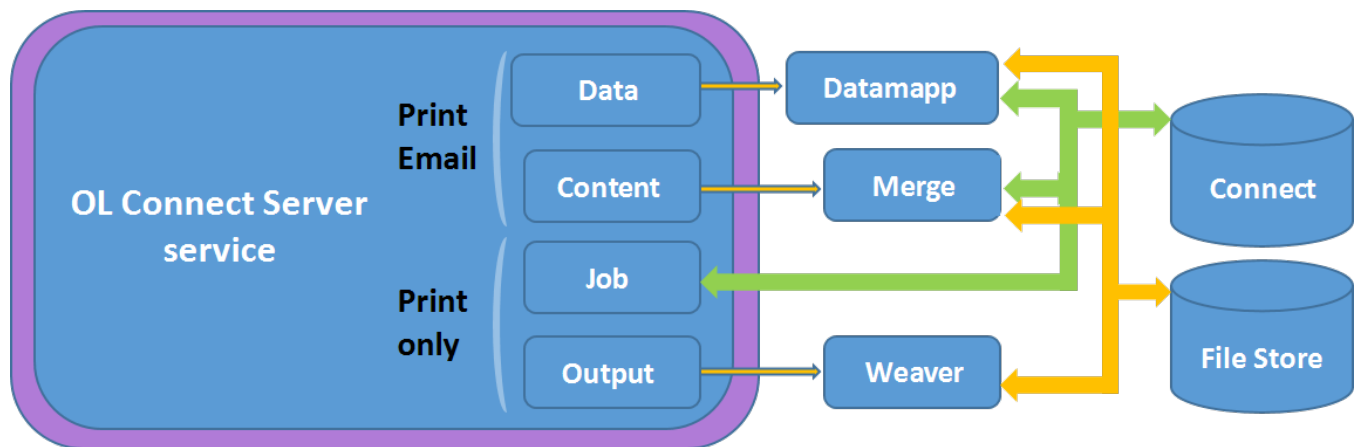 OL Connect Server
service
Print
Email
Print
only
Data
Content
Job
Output
Datamapp
Merge
Weaver
Connect
File Store